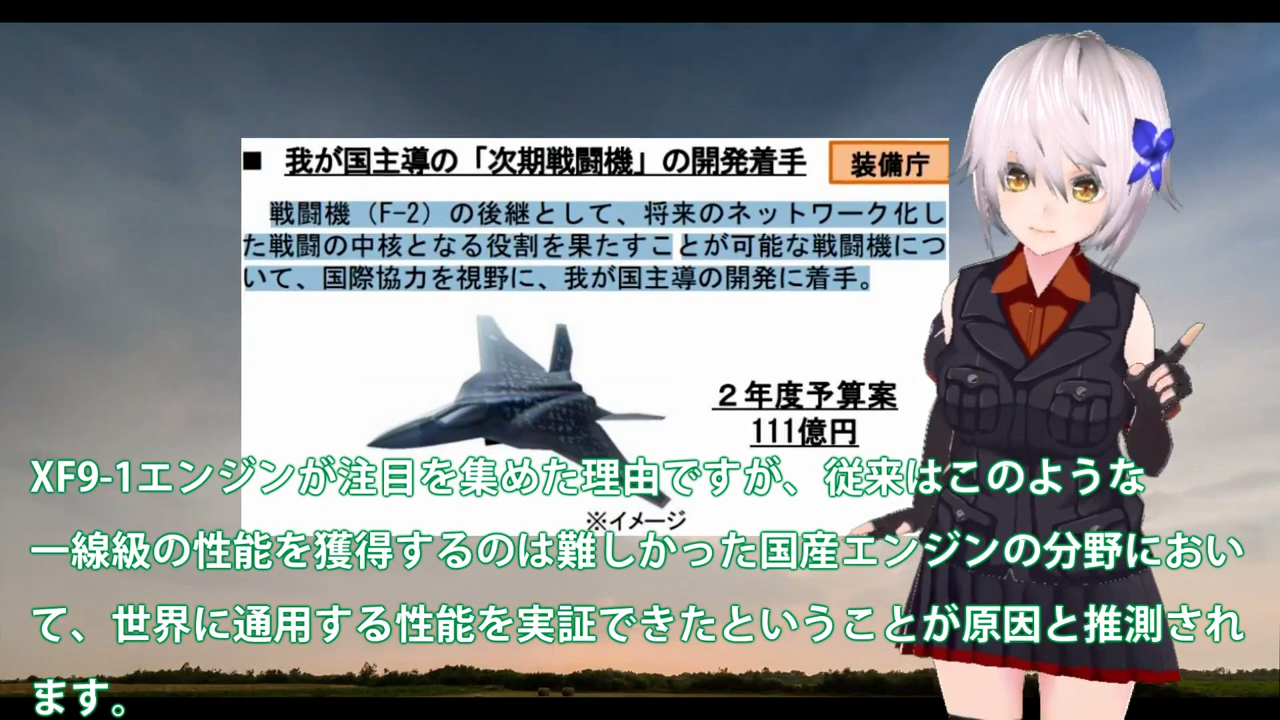 ■ 我が国主導の「次期戦闘機」の開発着手
装備庁
戦闘機（F-2）の後継として、将来のネットワーク化し
た戦闘の中核となる役割を果たすことが可能な戦闘機につ
いて、国際協力を視野に、我が国主導の開発に着手。
２年度予算案
111億円
※イメージ
XF9-1エンジンが注目を集めた理由ですが、従来はこのような
一線級の性能を獲得するのは難しかった国産エンジンの分野におい
て、世界に通用する性能を実証できたということが原因と推測され
ます。